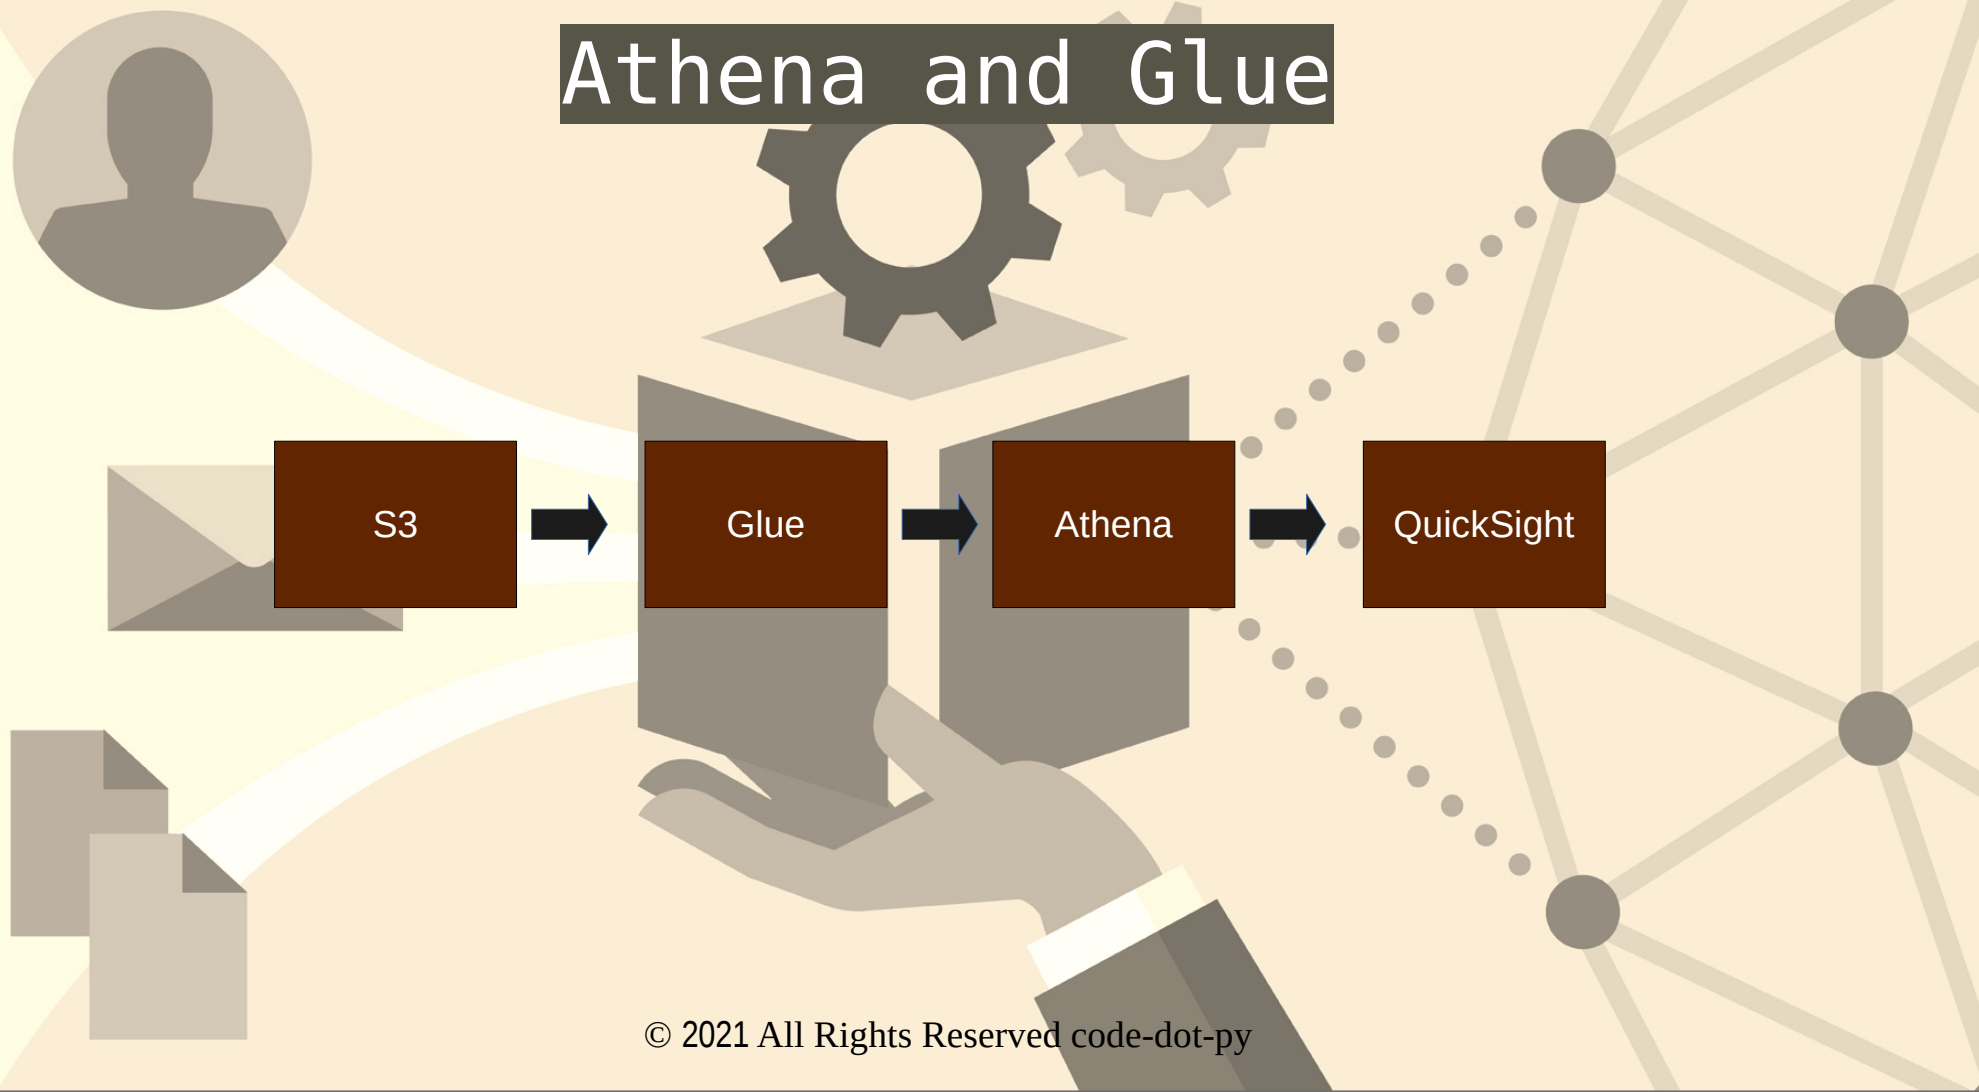 Athena and Glue
S3
Glue
Athena
QuickSight
© 2021 All Rights Reserved code-dot-py